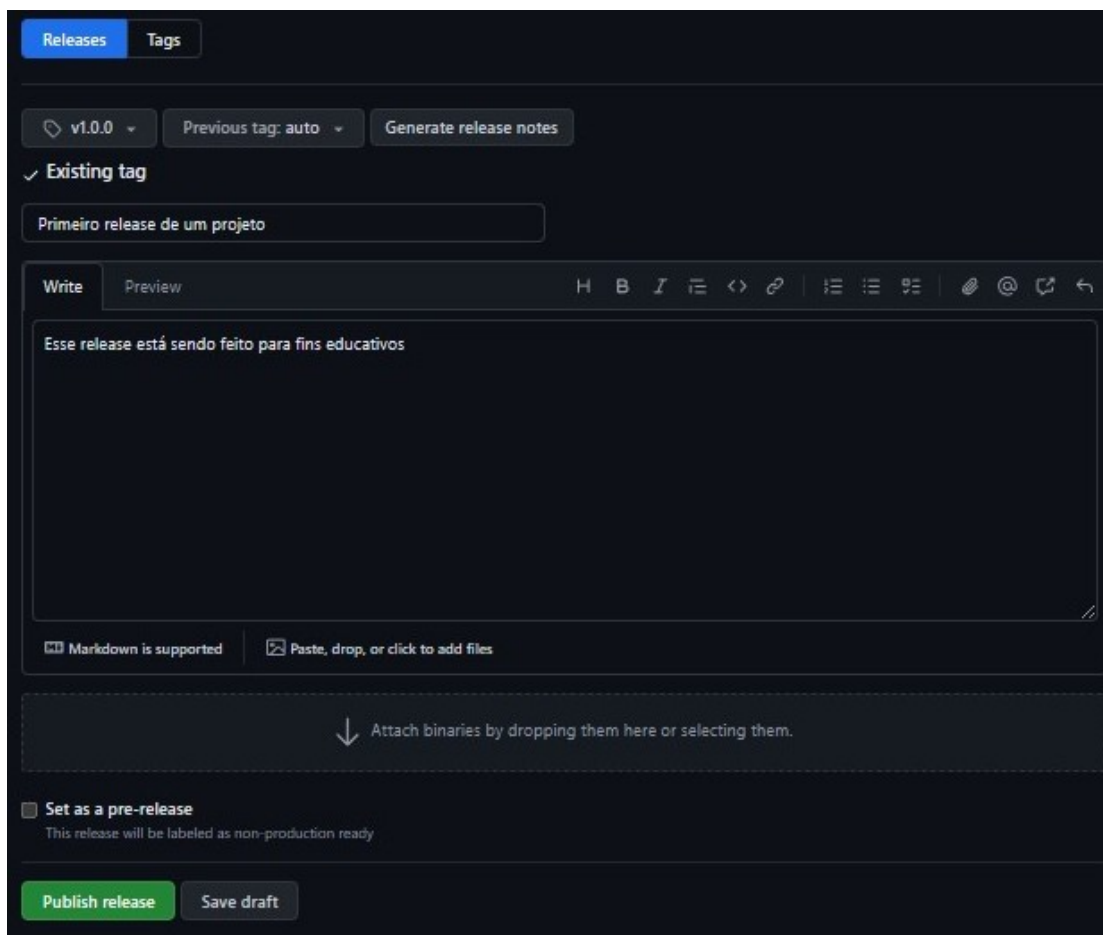 Releases Tags
v1.0.0 Previous tag: auto Generate release notes
Existing tag
Primeiro release de um projeto
Write Preview H B I
Esse release está sendo feito para fins educativos
Markdown is supported Paste, drop, or click to add files
Attach binaries by dropping them here or selecting them.
Set as a pre-release
This release will be labeled as non-production ready
Publish release Save draft